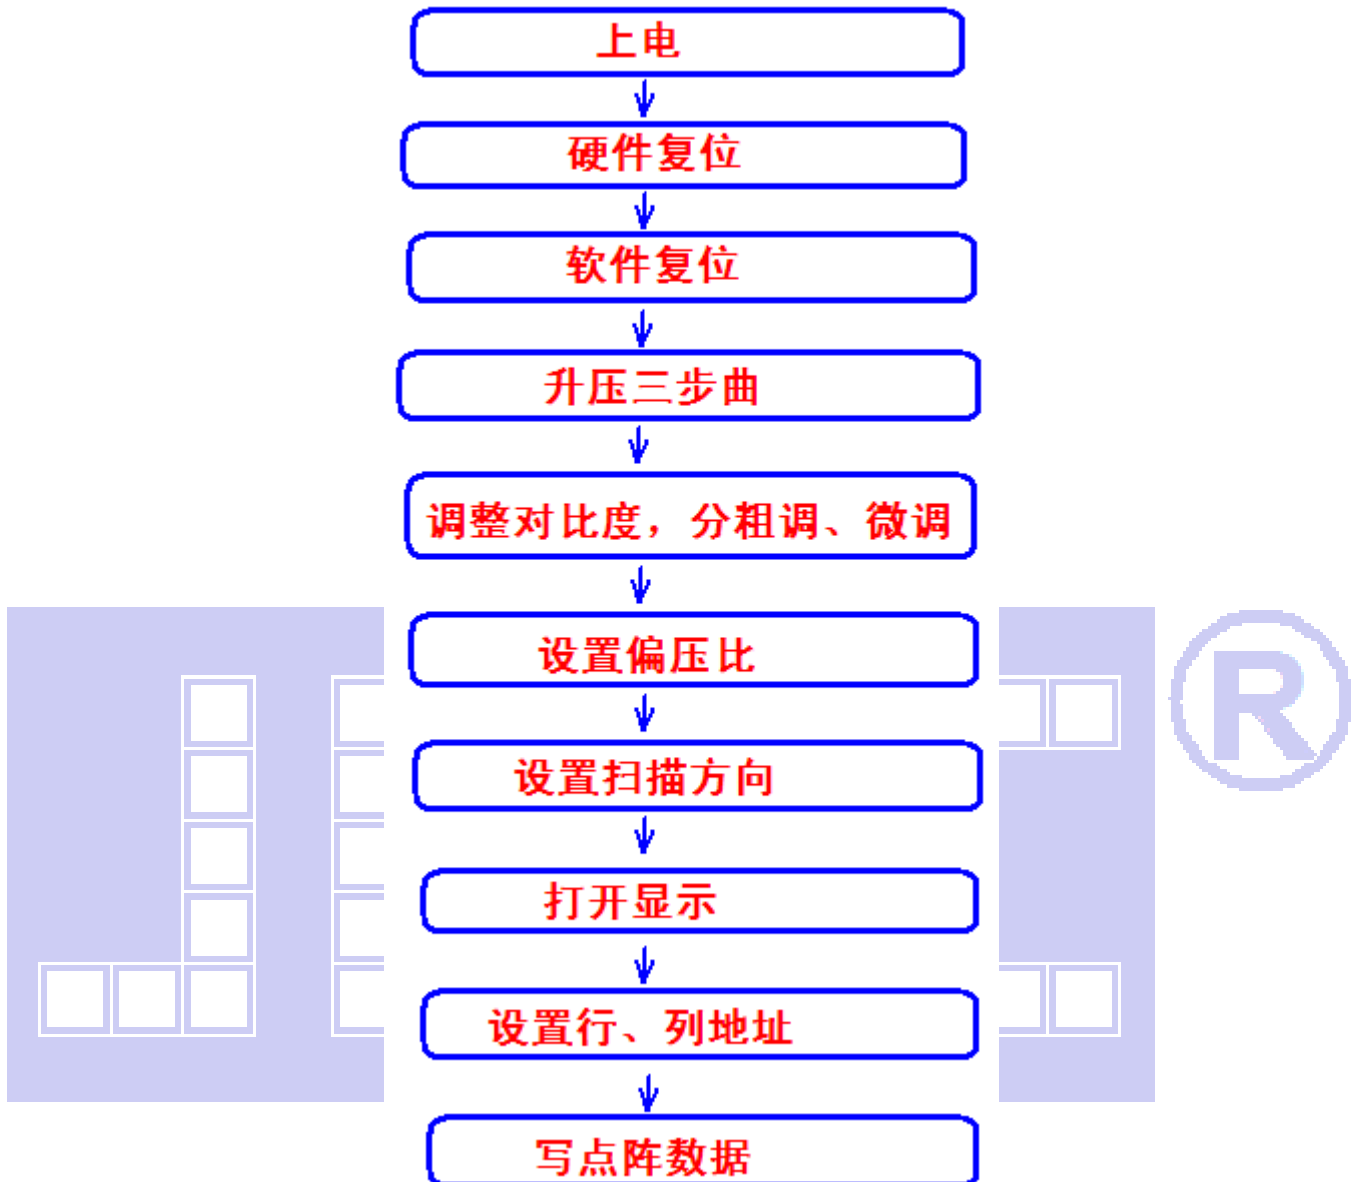 上电
硬件复位
软件复位
升压三步曲
调整对比度，分粗调、微调
设置偏压比
设置扫描方向
打开显示
设置行、列地址
写点阵数据
®